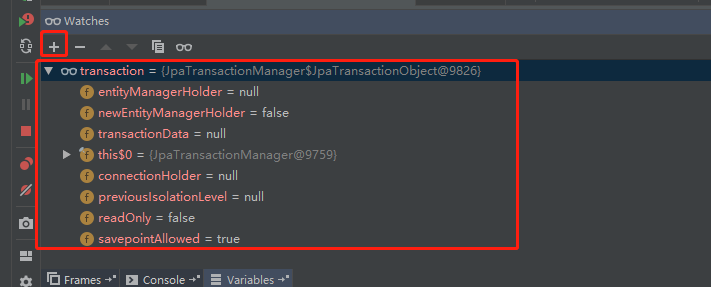 Watches
transaction = {JpaTransactionManager$JpaTransactionObject@9826}
entityManagerHolder = null
newEntityManagerHolder = false
transactionData = null
this$0 = {JpaTransactionManager@9759}
connectionHolder = null
previousIsolationLevel = null
readOnly = false
savepointAllowed = true
Frames Console Variables